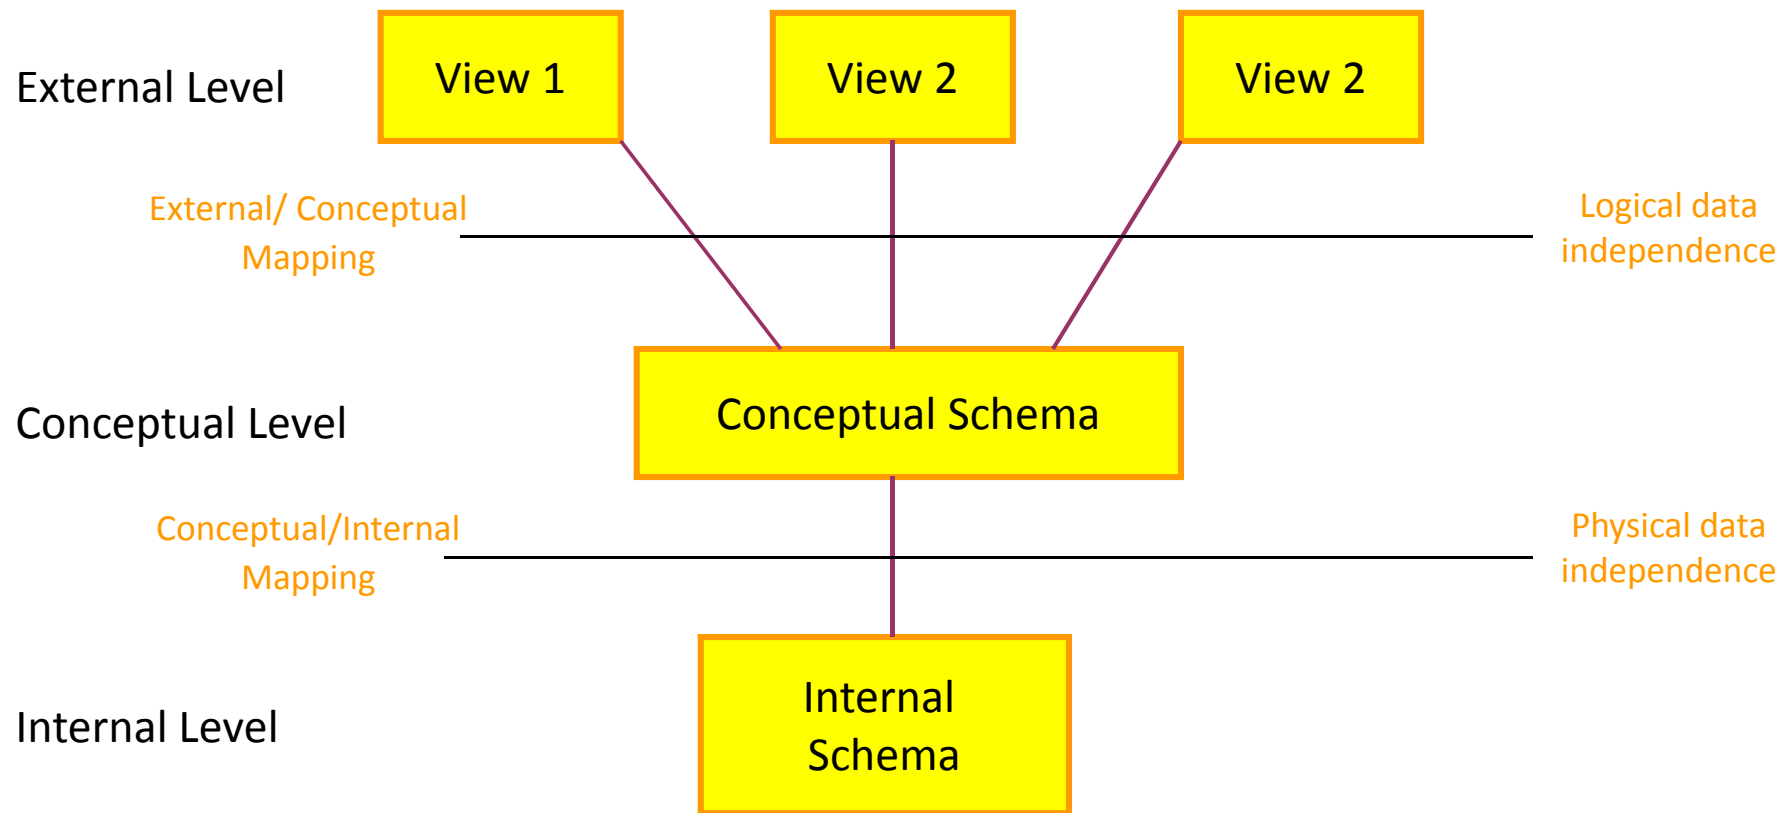 External Level
View 1
View 2
View 2
External/ Conceptual
Mapping
Logical data
independence
Conceptual Level
Conceptual Schema
Conceptual/Internal
Mapping
Physical data
independence
Internal Level
Internal
Schema